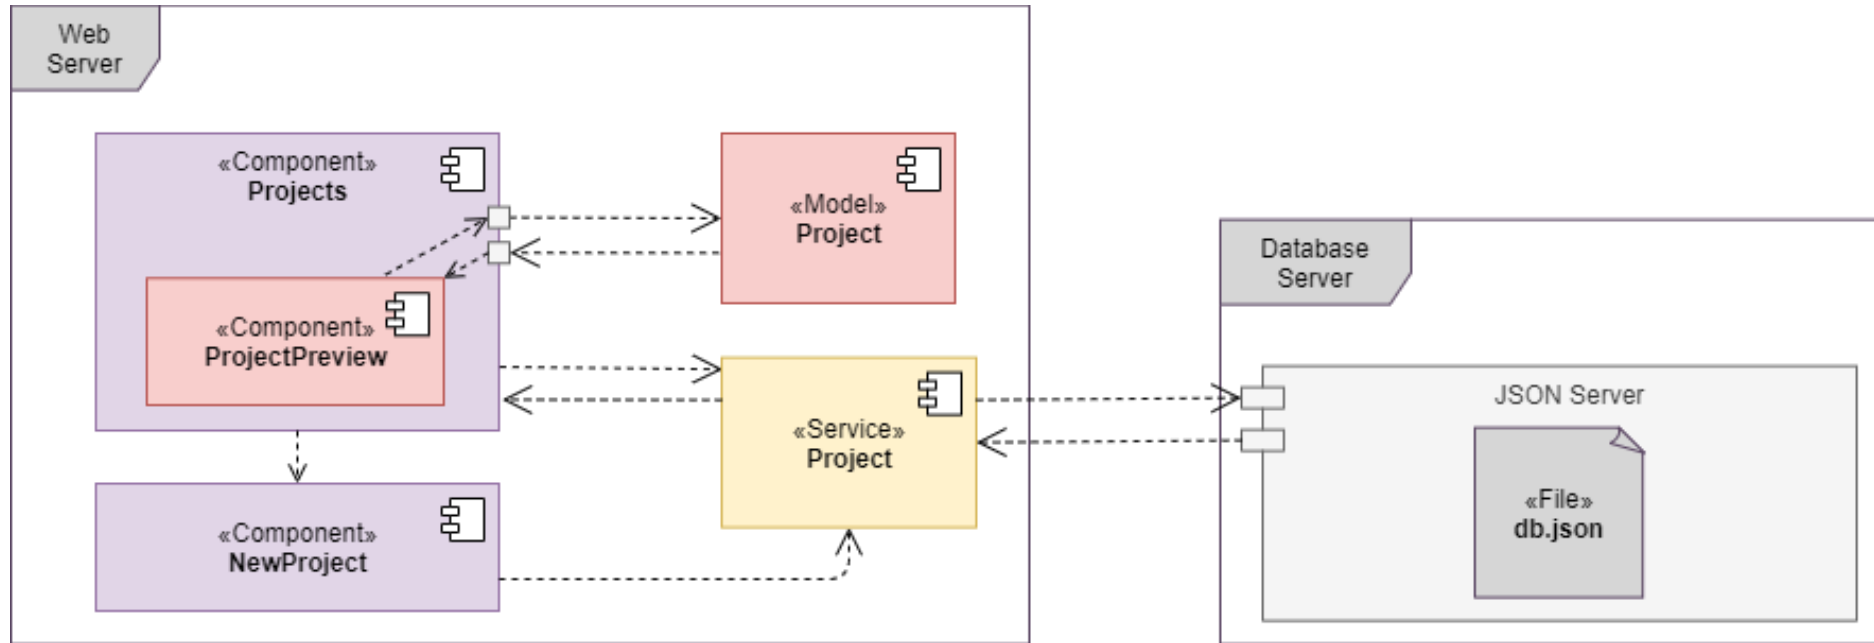 Web
Server
«Component»
Projects
«Model»
Project
«Component»
ProjectPreview
«Service»
Project
«Component»
NewProject
Database
Server
JSON Server
«File»
db.json